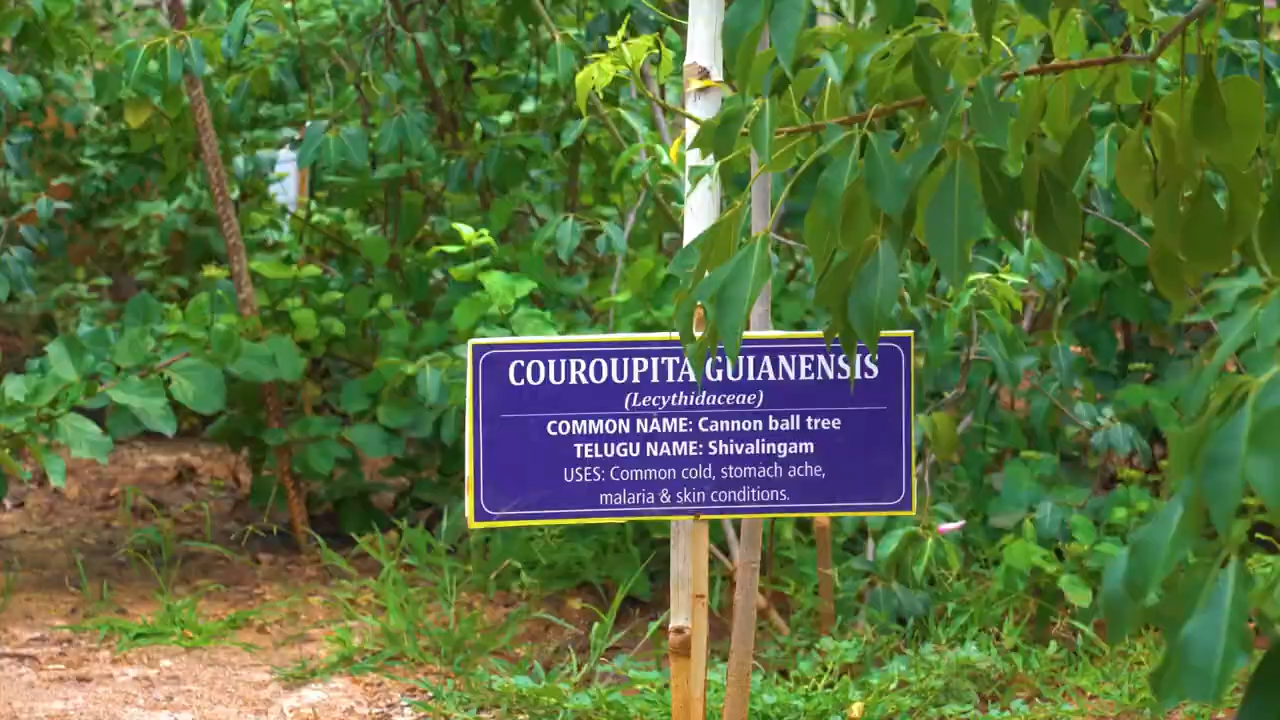 COUROUPITA GUIANENSIS
(Lecythidaceae)
COMMON NAME: Cannon ball tree
TELUGU NAME: Shivalingam
USES: Common cold, stomach ache,
malaria & skin conditions.